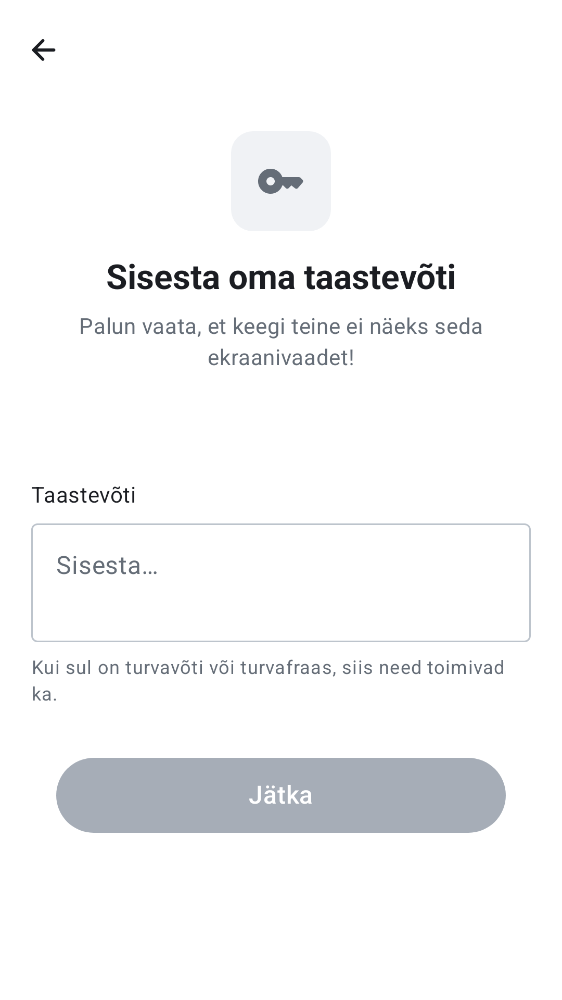 Sisesta oma taastevõti
Palun vaata, et keegi teine ei näeks seda
ekraanivaadet!
Taastevõti
Sisesta…
Kui sul on turvavõti või turvafraas, siis need toimivad
ka.
Jätka